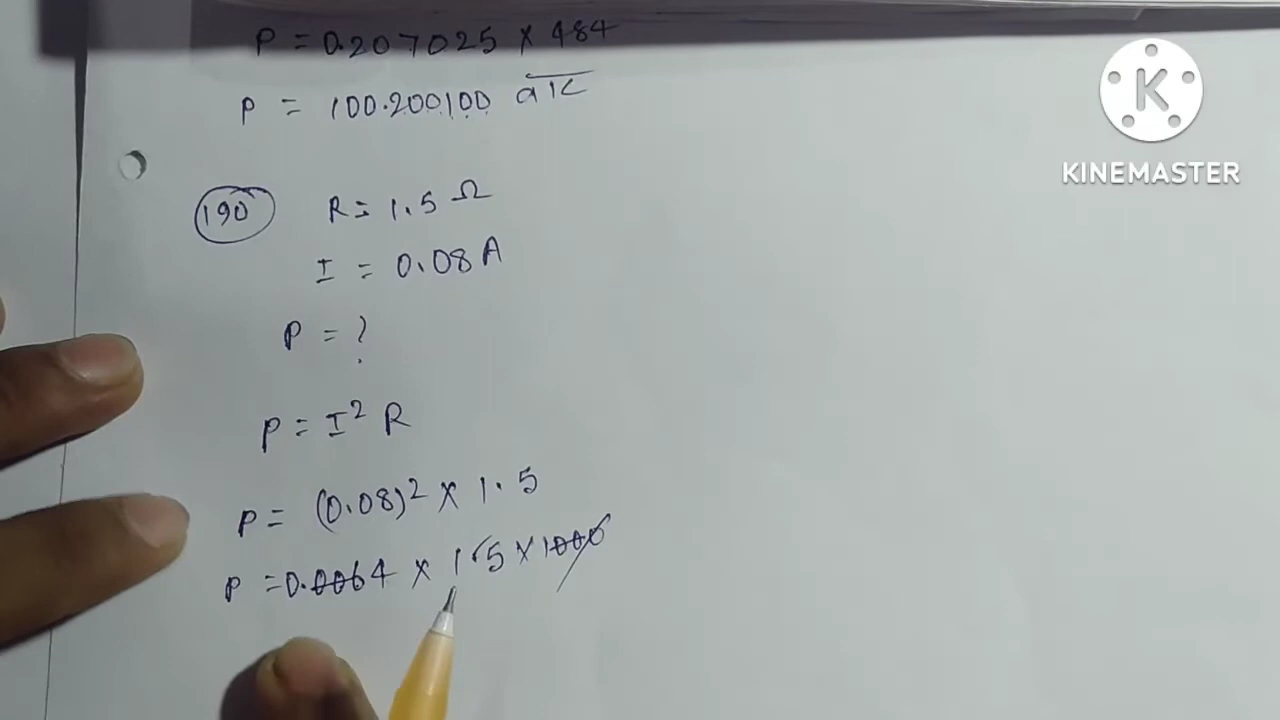 P = 0.207025 × 484
P = 100.200100
190 R = 1.5 Ω
I = 0.08 A
P = ?
P = I² R
P = (0.08)² × 1.5
P = 0.0064 × 1.5 × 1000
K
KINEMASTER